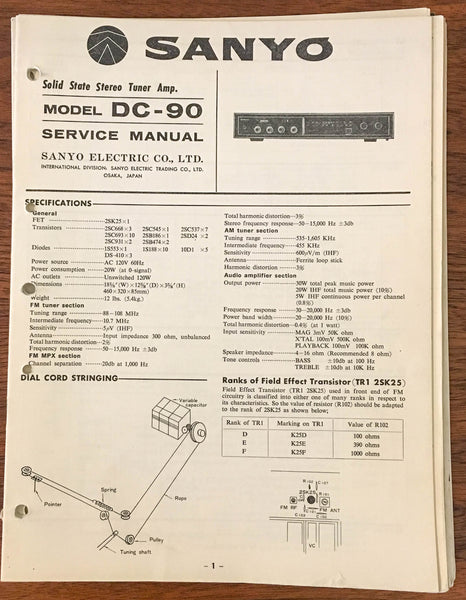 SANYO
Solid State Stereo Tuner Amp.
MODEL DC-90
SERVICE MANUAL
SANYO ELECTRIC CO., LTD.
INTERNATIONAL DIVISION: SANYO ELECTRIC TRADING CO., LTD.
OSAKA, JAPAN
SPECIFICATIONS
General
FET 2SK25×1
Transistors 2SC668×3 2SC545×1 2SC537×7
2SC693×10 2SB186×1 2SD24 ×2
2SC931×2 2SB474×2
Diodes 1S553×1 1S188×10 10D1 ×5
DS-410×3
Power source AC 120V 60Hz
Power consumption 20W (at 0-signal)
AC outlets Unswitched 120W
Dimensions (W)× (D)× (H)
460×320×85mm
Weight 12 lbs. (5.4kg.)
FM tuner section
Tuning range 88-108 MHz
Intermediate frequency 10.7 MHz
Sensitivity 5μV (IHF)
Antenna Input impedance 300 ohm, unbalanced
Total harmonic distortion 2%
Frequency response 50-15,000 Hz ±3db
FM MPX section
Channel separation 20db at 1,000 Hz
Total harmonic distortion 3%
Stereo frequency response 50-15,000 Hz ±3db
AM tuner section
Tuning range 535-1,605 KHz
Intermediate frequency 455 KHz
Sensitivity 600μV/m (IHF)
Antenna Ferrite loop stick
Harmonic distortion 3%
Audio amplifier section
Output power 30W total peak music power
20W IHF total music power (10%)
5W IHF continuous power per channel
(0.8%)
Frequency response 30-20,000 Hz ±3db
Power band width 20-20,000 Hz (10%)
Total harmonic distortion 0.4% (at 1 watt)
Input sensitivity MAG 3mV 50K Ohm
X'TAL 100mV 500K Ohm
PLAYBACK 100mV 100K Ohm
Speaker impedance 4-16 ohm (Recommended 8 ohm)
Tone controls BASS ±10db at 100 Hz
TREBLE ±10db at 10K Hz
DIAL CORD STRINGING
Variable
capacitor
Spring
Pointer
Rope
Pulley
Tuning shaft
Ranks of Field Effect Transistor (TR1 2SK25)
Field Effect Transistor (TR1 2SK25) used in front end of FM
circuitry is classified into either one of many ranks in respect to
its characteristics. So the value of resistor (R102) should be adapted
to the rank of 2SK25 as shown below;
Rank of TR1 Marking on TR1 Value of R102
D K25D 100 ohms
E K25E 390 ohms
F K25F 1000 ohms
2SK25
FM RF
FM ANT
VC
- 1 -